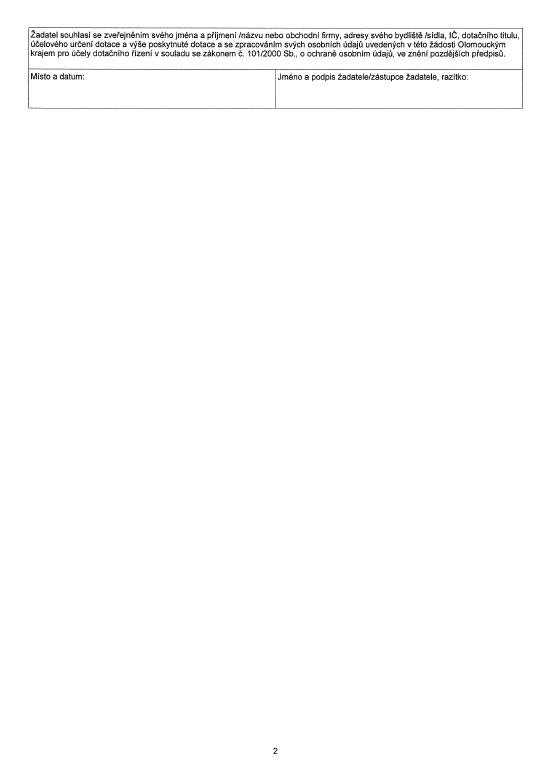 Žadatel souhlasí se zveřejněním svého jména a příjmení /názvu nebo obchodní firmy, adresy svého bydliště /sídla, IČ, dotačního titulu,
účelového určení dotace a výše poskytnuté dotace a se zpracováním svých osobních údajů uvedených v této žádosti Olomouckým
krajem pro účely dotačního řízení v souladu se zákonem č. 101/2000 Sb., o ochraně osobním údajů, ve znění pozdějších předpisů.
Místo a datum:
Jméno a podpis žadatele/zástupce žadatele, razítko:
2